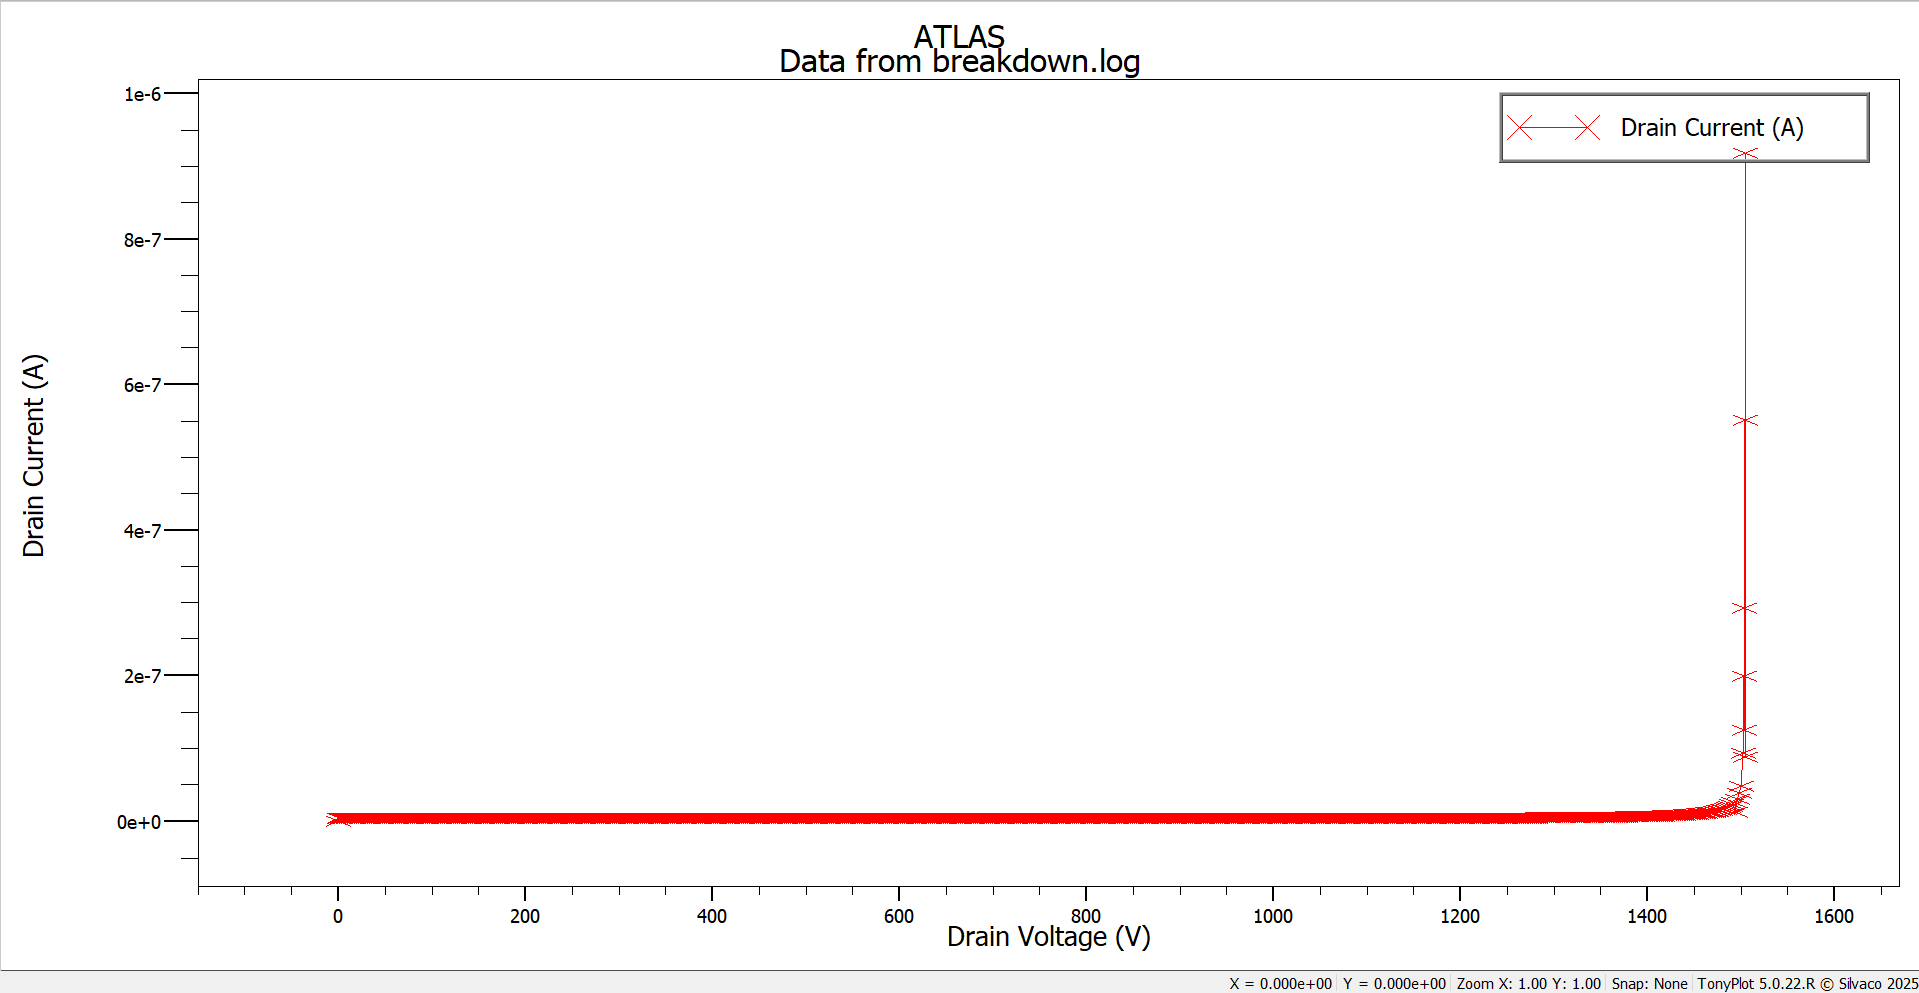 ATLAS
Data from breakdown.log
Drain Current (A)
1e-6
8e-7
6e-7
4e-7
2e-7
0e+0
Drain Current (A)
0 200 400 600 800 1000 1200 1400 1600
Drain Voltage (V)
X = 0.000e+00 Y = 0.000e+00 Zoom X: 1.00 Y: 1.00 Snap: None TonyPlot 5.0.22.R © Silvaco 2025